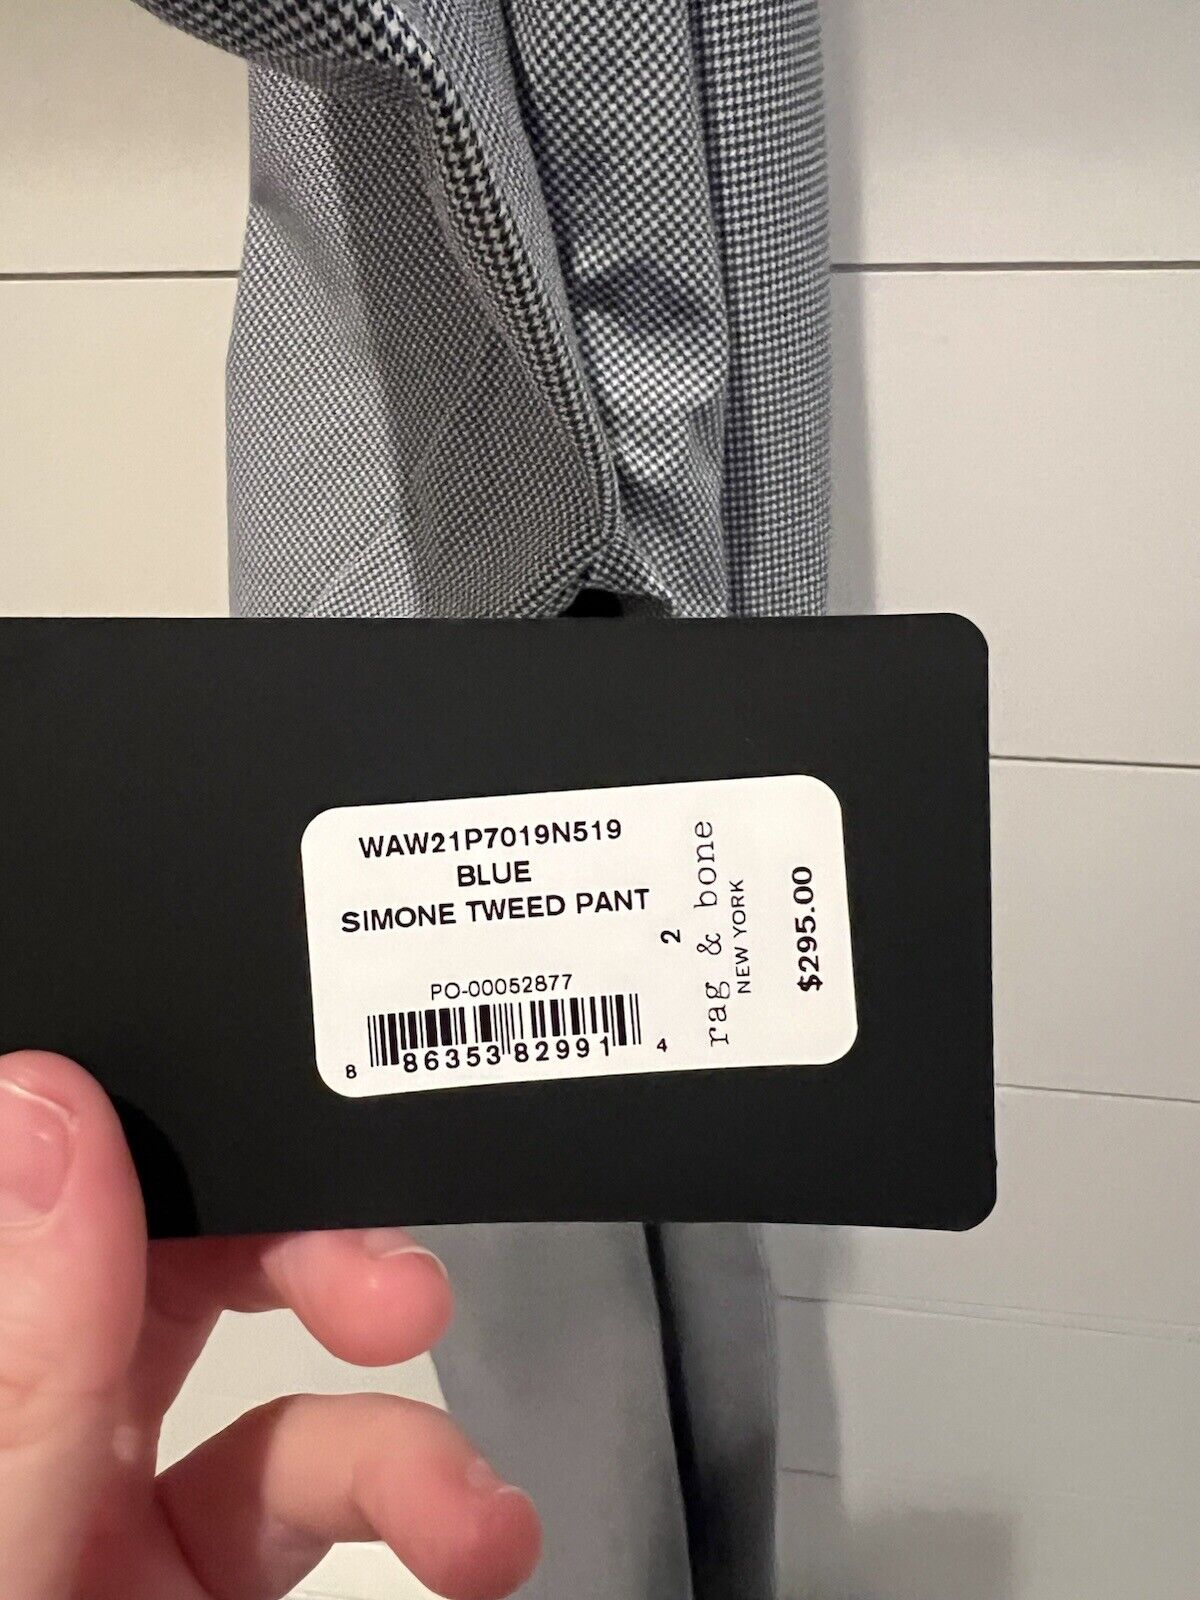 WAW21P7019N519
BLUE
SIMONE TWEED PANT
2
PO-00052877
8 86353 82991 4
rag & bone
NEW YORK
$295.00